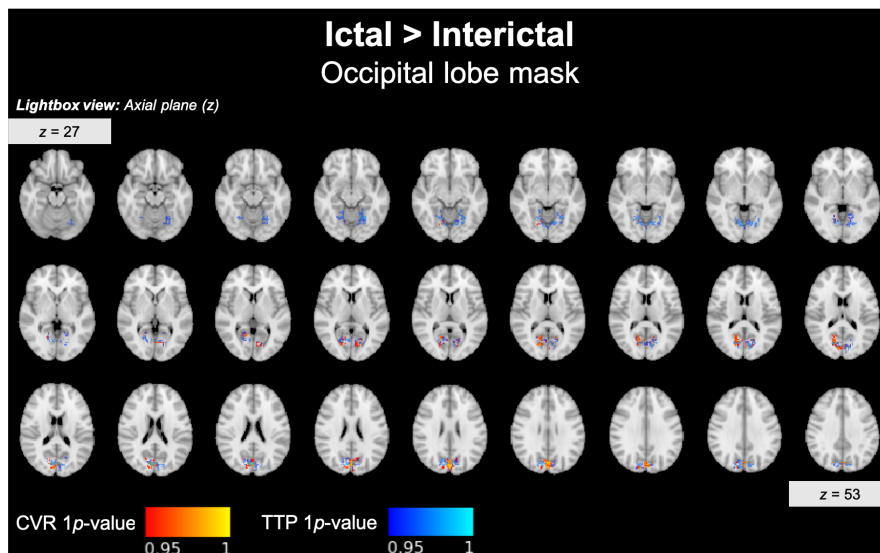 Ictal > Interictal
Occipital lobe mask
Lightbox view: Axial plane (z)
z = 27
z = 53
CVR 1p-value
TTP 1p-value
0.95 1
0.95 1